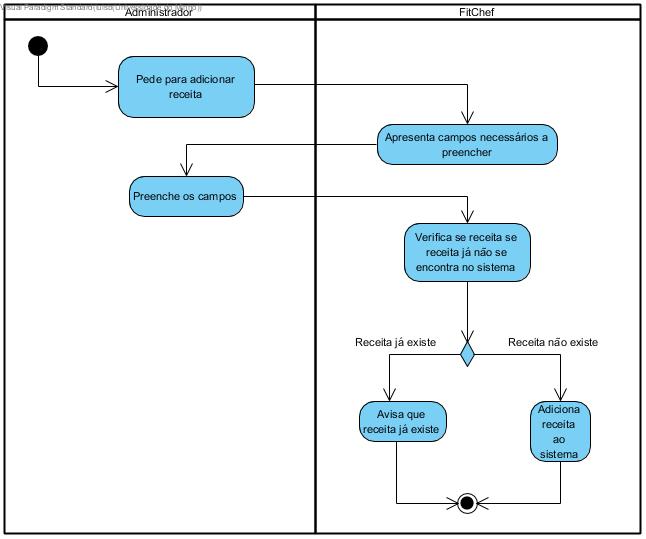 Visual Paradigm Standard(luiso(Universidade do Minho))
Administrador
FitChef
Pede para adicionar
receita
Apresenta campos necessários a
preencher
Preenche os campos
Verifica se receita se
receita já não se
encontra no sistema
Receita já existe
Receita não existe
Avisa que
receita já existe
Adiciona
receita
ao
sistema